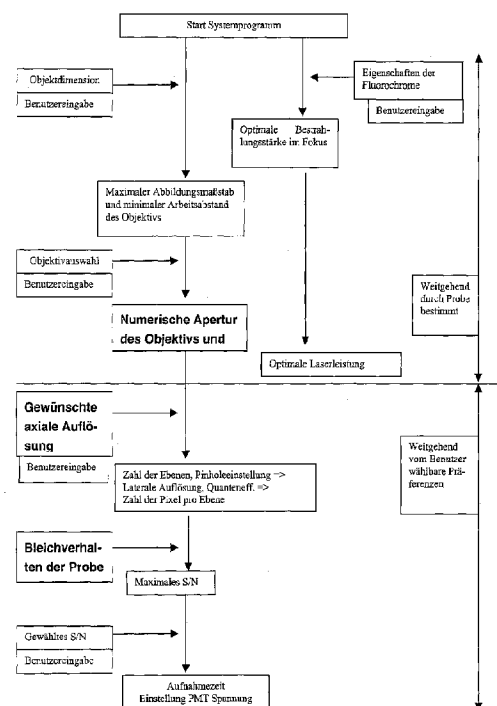 Start Systemprogramm
Objektdimension
Benutzereingabe
Eigenschaften der
Fluorochrome
Benutzereingabe
Optimale Bestrah-
lungsstärke im Fokus
Maximaler Abbildungsmaßstab
und minimaler Arbeitsabstand
des Objektivs
Objektivauswahl
Benutzereingabe
Numerische Apertur
des Objektivs und
Weitgehend
durch Probe
bestimmt
Optimale Laserleistung
Gewünschte
axiale Auflö-
sung
Benutzereingabe
Weitgehend
vom Benutzer
wählbare Prä-
ferenzen
Zahl der Ebenen, Pinholeeinstellung =>
Laterale Auflösung, Quanteneff. =>
Zahl der Pixel pro Ebene
Bleichverhal-
ten der Probe
Maximales S/N
Gewähltes S/N
Benutzereingabe
Aufnahmezeit
Einstellung PMT Spannung